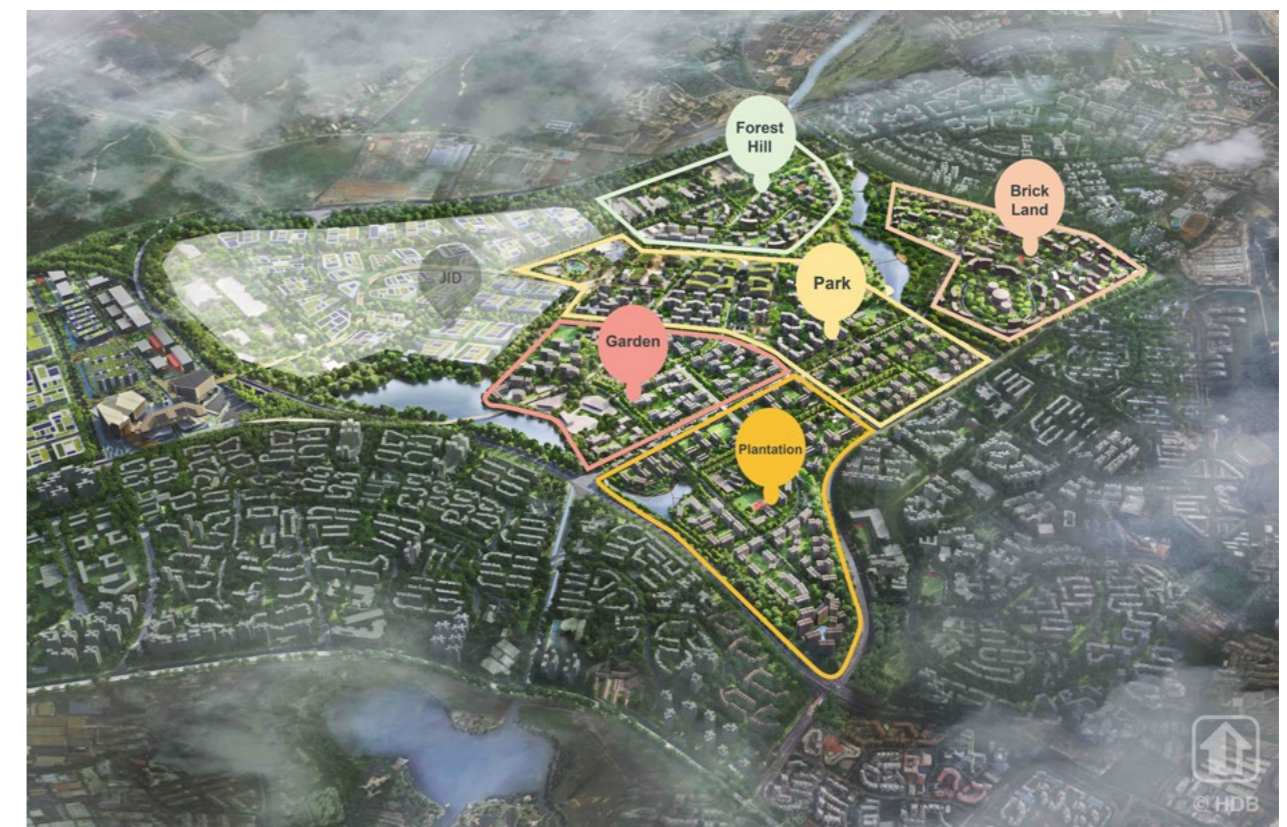 Forest
Hill
Brick
Land
JID
Park
Garden
Plantation
© HDB